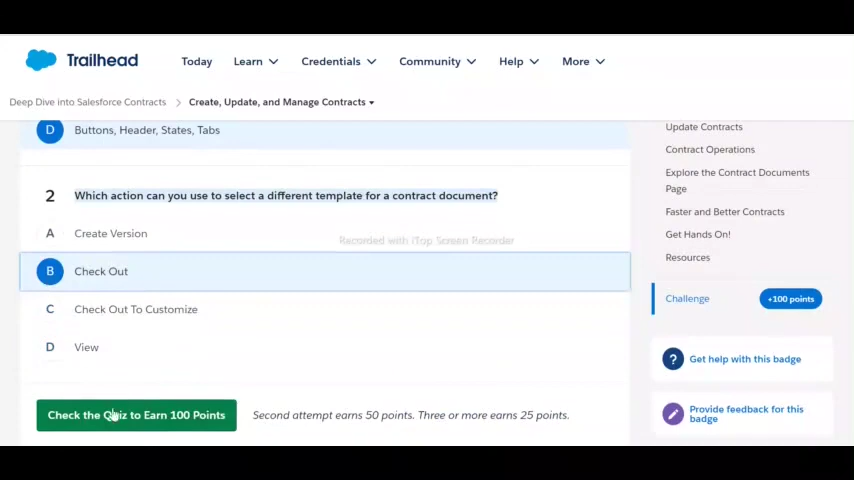 Trailhead
Today Learn Credentials Community Help More
Deep Dive into Salesforce Contracts > Create, Update, and Manage Contracts
D Buttons, Header, States, Tabs
2 Which action can you use to select a different template for a contract document?
A Create Version
B Check Out
C Check Out To Customize
D View
Check the Quiz to Earn 100 Points Second attempt earns 50 points. Three or more earns 25 points.
Recorded with iTop Screen Recorder
Update Contracts
Contract Operations
Explore the Contract Documents
Page
Faster and Better Contracts
Get Hands On!
Resources
Challenge +100 points
? Get help with this badge
Provide feedback for this
badge